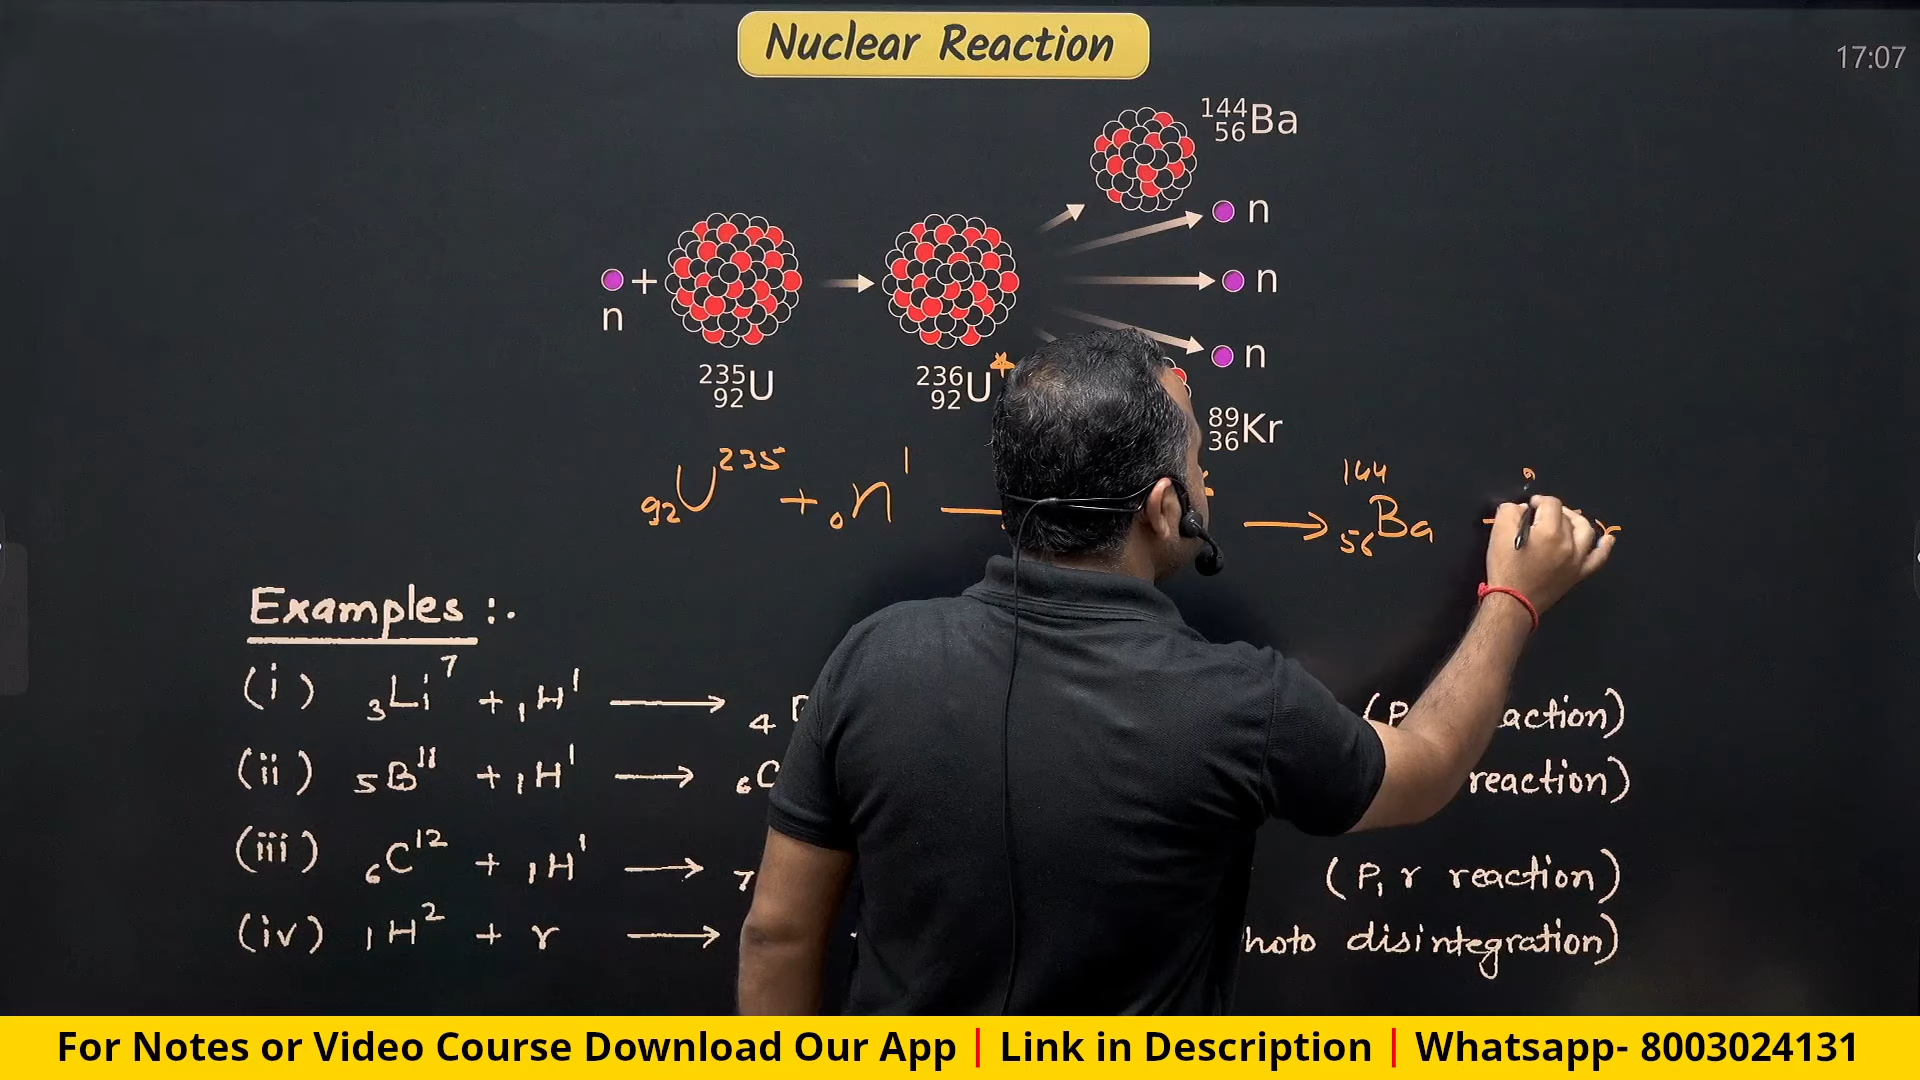 Nuclear Reaction
17:07
144
56Ba
n
n
n + → n
235
92U
236
92U*
89
36Kr
92U235 + 0n1 → 144
56Ba
Examples :.
(i) 3Li7 + 1H1 → 4 action)
(ii) 5B11 + 1H1 → 6C reaction)
(iii) 6C12 + 1H1 → 7 (P, r reaction)
(iv) 1H2 + r → hoto disintegration)
For Notes or Video Course Download Our App | Link in Description | Whatsapp- 8003024131